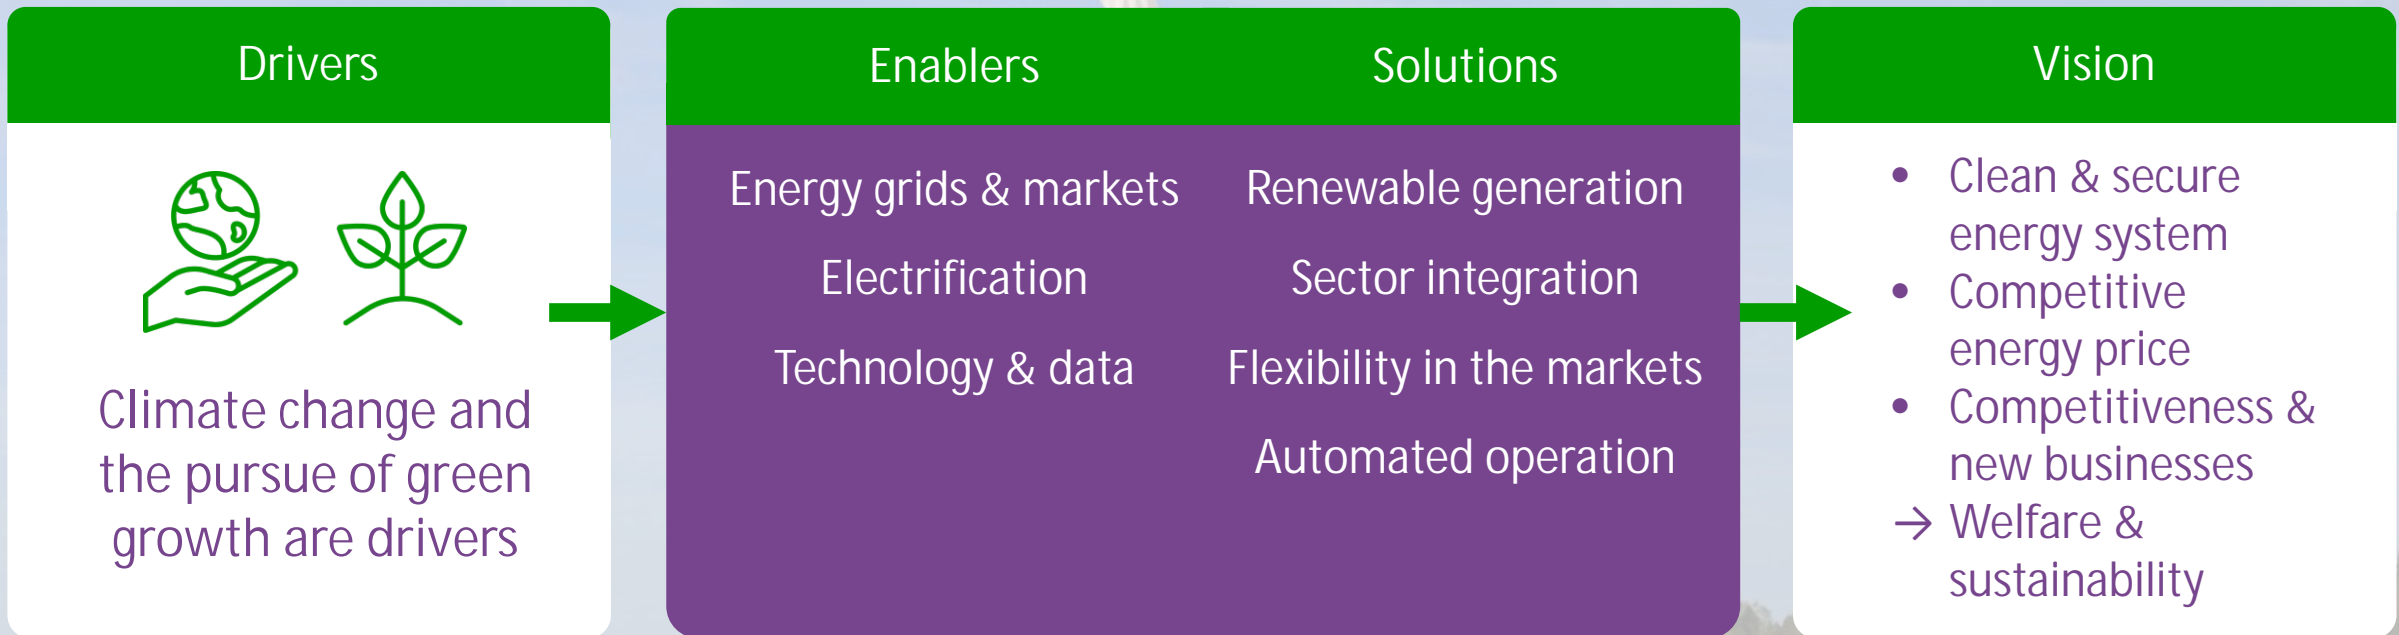 Drivers
Climate change and
the pursue of green
growth are drivers
Enablers
Energy grids & markets
Electrification
Technology & data
Solutions
Renewable generation
Sector integration
Flexibility in the markets
Automated operation
Vision
• Clean & secure
energy system
• Competitive
energy price
• Competitiveness &
new businesses
→ Welfare &
sustainability